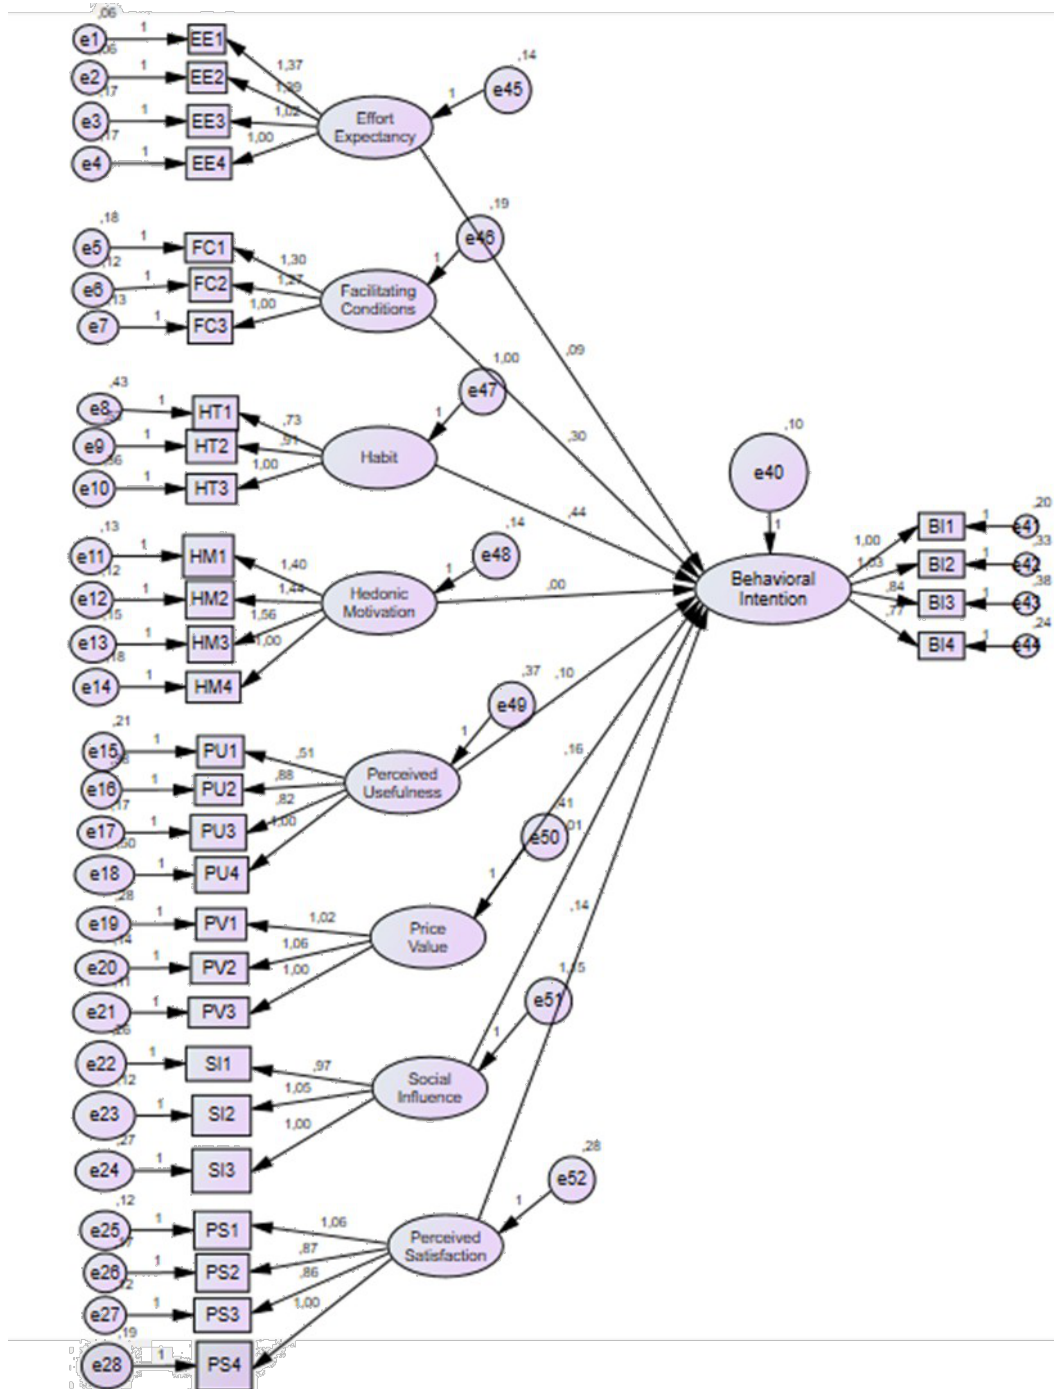 ,06
e1 1 EE1
,06
e2 1 EE2
,17
e3 1 EE3
,17
e4 1 EE4
1,37
1,02
1,00
Effort
Expectancy
1
e45
,14
,18
e5 1 FC1
,12
e6 1 FC2
,13
e7 1 FC3
1,30
1,27
1,00
Facilitating
Conditions
1
e46
,19
,43
e8 1 HT1
e9 1 HT2
e10 1 HT3
,73
,91
1,00
Habit
1
e47
1,00
,13
e11 1 HM1
,12
e12 1 HM2
,15
e13 1 HM3
,18
e14 1 HM4
1,40
1,44
1,56
1,00
Hedonic
Motivation
1
e48
,14
,21
e15 1 PU1
e16 1 PU2
,17
e17 1 PU3
,50
e18 1 PU4
,51
,88
,82
1,00
Perceived
Usefulness
1
e49
,37
,28
e19 1 PV1
,14
e20 1 PV2
,11
e21 1 PV3
1,02
1,06
1,00
Price
Value
1
e50
,41
,26
e22 1 SI1
,12
e23 1 SI2
,27
e24 1 SI3
,97
1,05
1,00
Social
Influence
1
e51
1,15
,12
e25 1 PS1
e26 1 PS2
e27 1 PS3
,19
e28 1 PS4
1,06
,87
,86
1,00
Perceived
Satisfaction
1
e52
,28
,09
,30
,44
,00
,10
,16
,01
,14
,10
e40
1
Behavioral
Intention
1,00
1,03
,84
,77
,20
BI1 1 e41
,33
BI2 1 e42
,38
BI3 1 e43
,24
BI4 1 e44